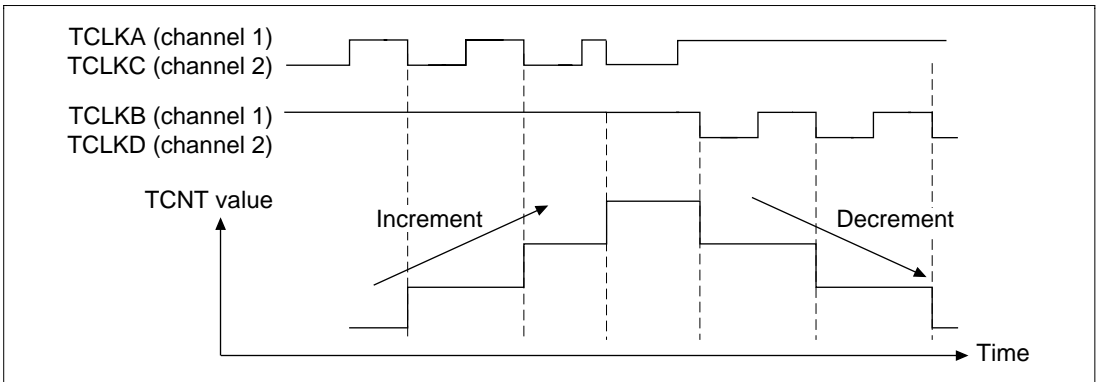 TCLKA (channel 1)
TCLKC (channel 2)
TCLKB (channel 1)
TCLKD (channel 2)
TCNT value
Increment
Decrement
Time